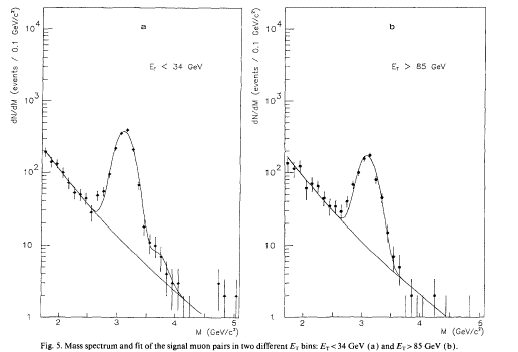 a
b
dN/dM (events / 0.1 GeV/c²)
dN/dM (events / 0.1 GeV/c²)
10⁴
10³
10²
10
1
10⁴
10³
10²
10
1
E_T < 34 GeV
E_T > 85 GeV
2 3 4 5
M (GeV/c²)
2 3 4 5
M (GeV/c²)
Fig. 5. Mass spectrum and fit of the signal muon pairs in two different E_T bins: E_T<34 GeV (a) and E_T>85 GeV (b).